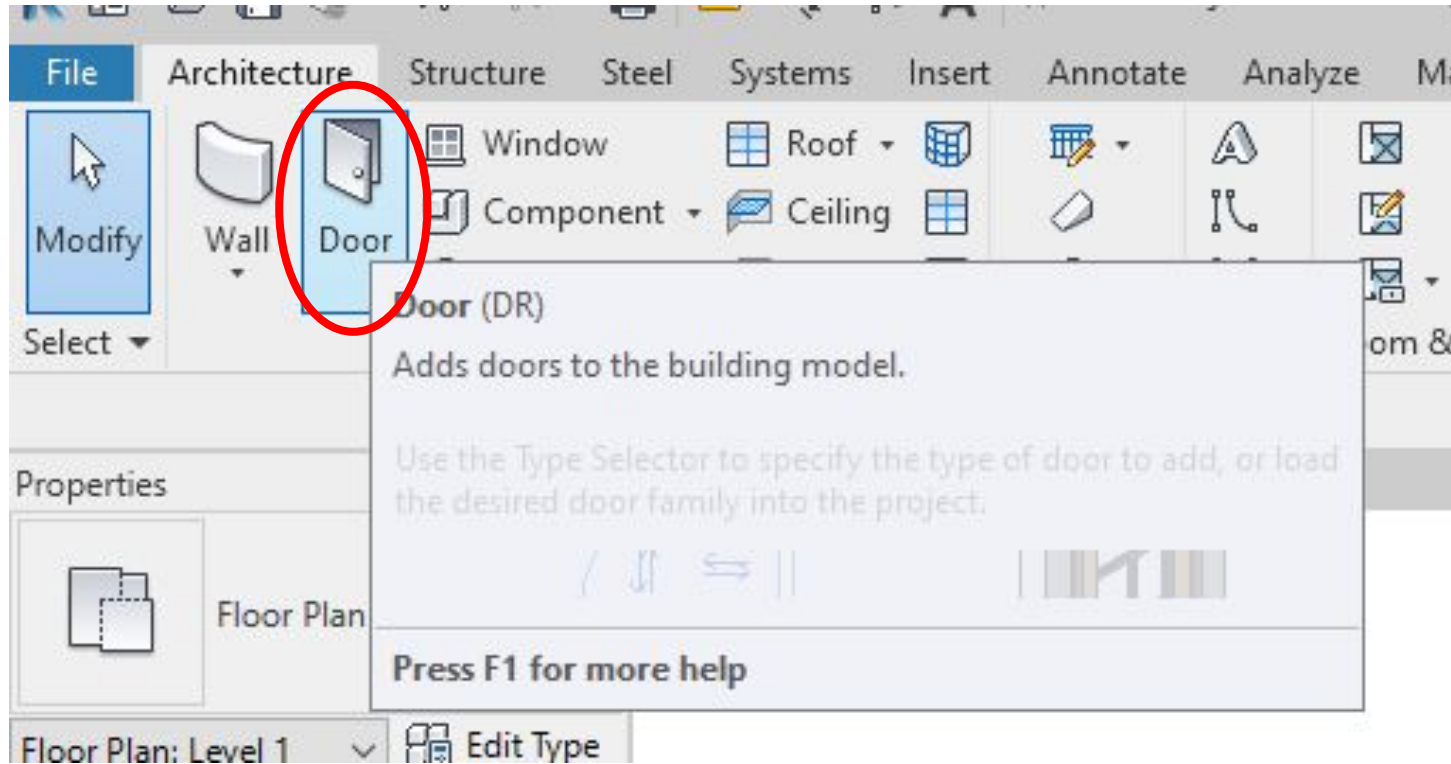 File Architecture Structure Steel Systems Insert Annotate Analyze
Modify Wall Door Window Roof
Component Ceiling
Select
Door (DR)
Adds doors to the building model.
Use the Type Selector to specify the type of door to add, or load
the desired door family into the project.
Press F1 for more help
Properties
Floor Plan
Floor Plan: Level 1 Edit Type